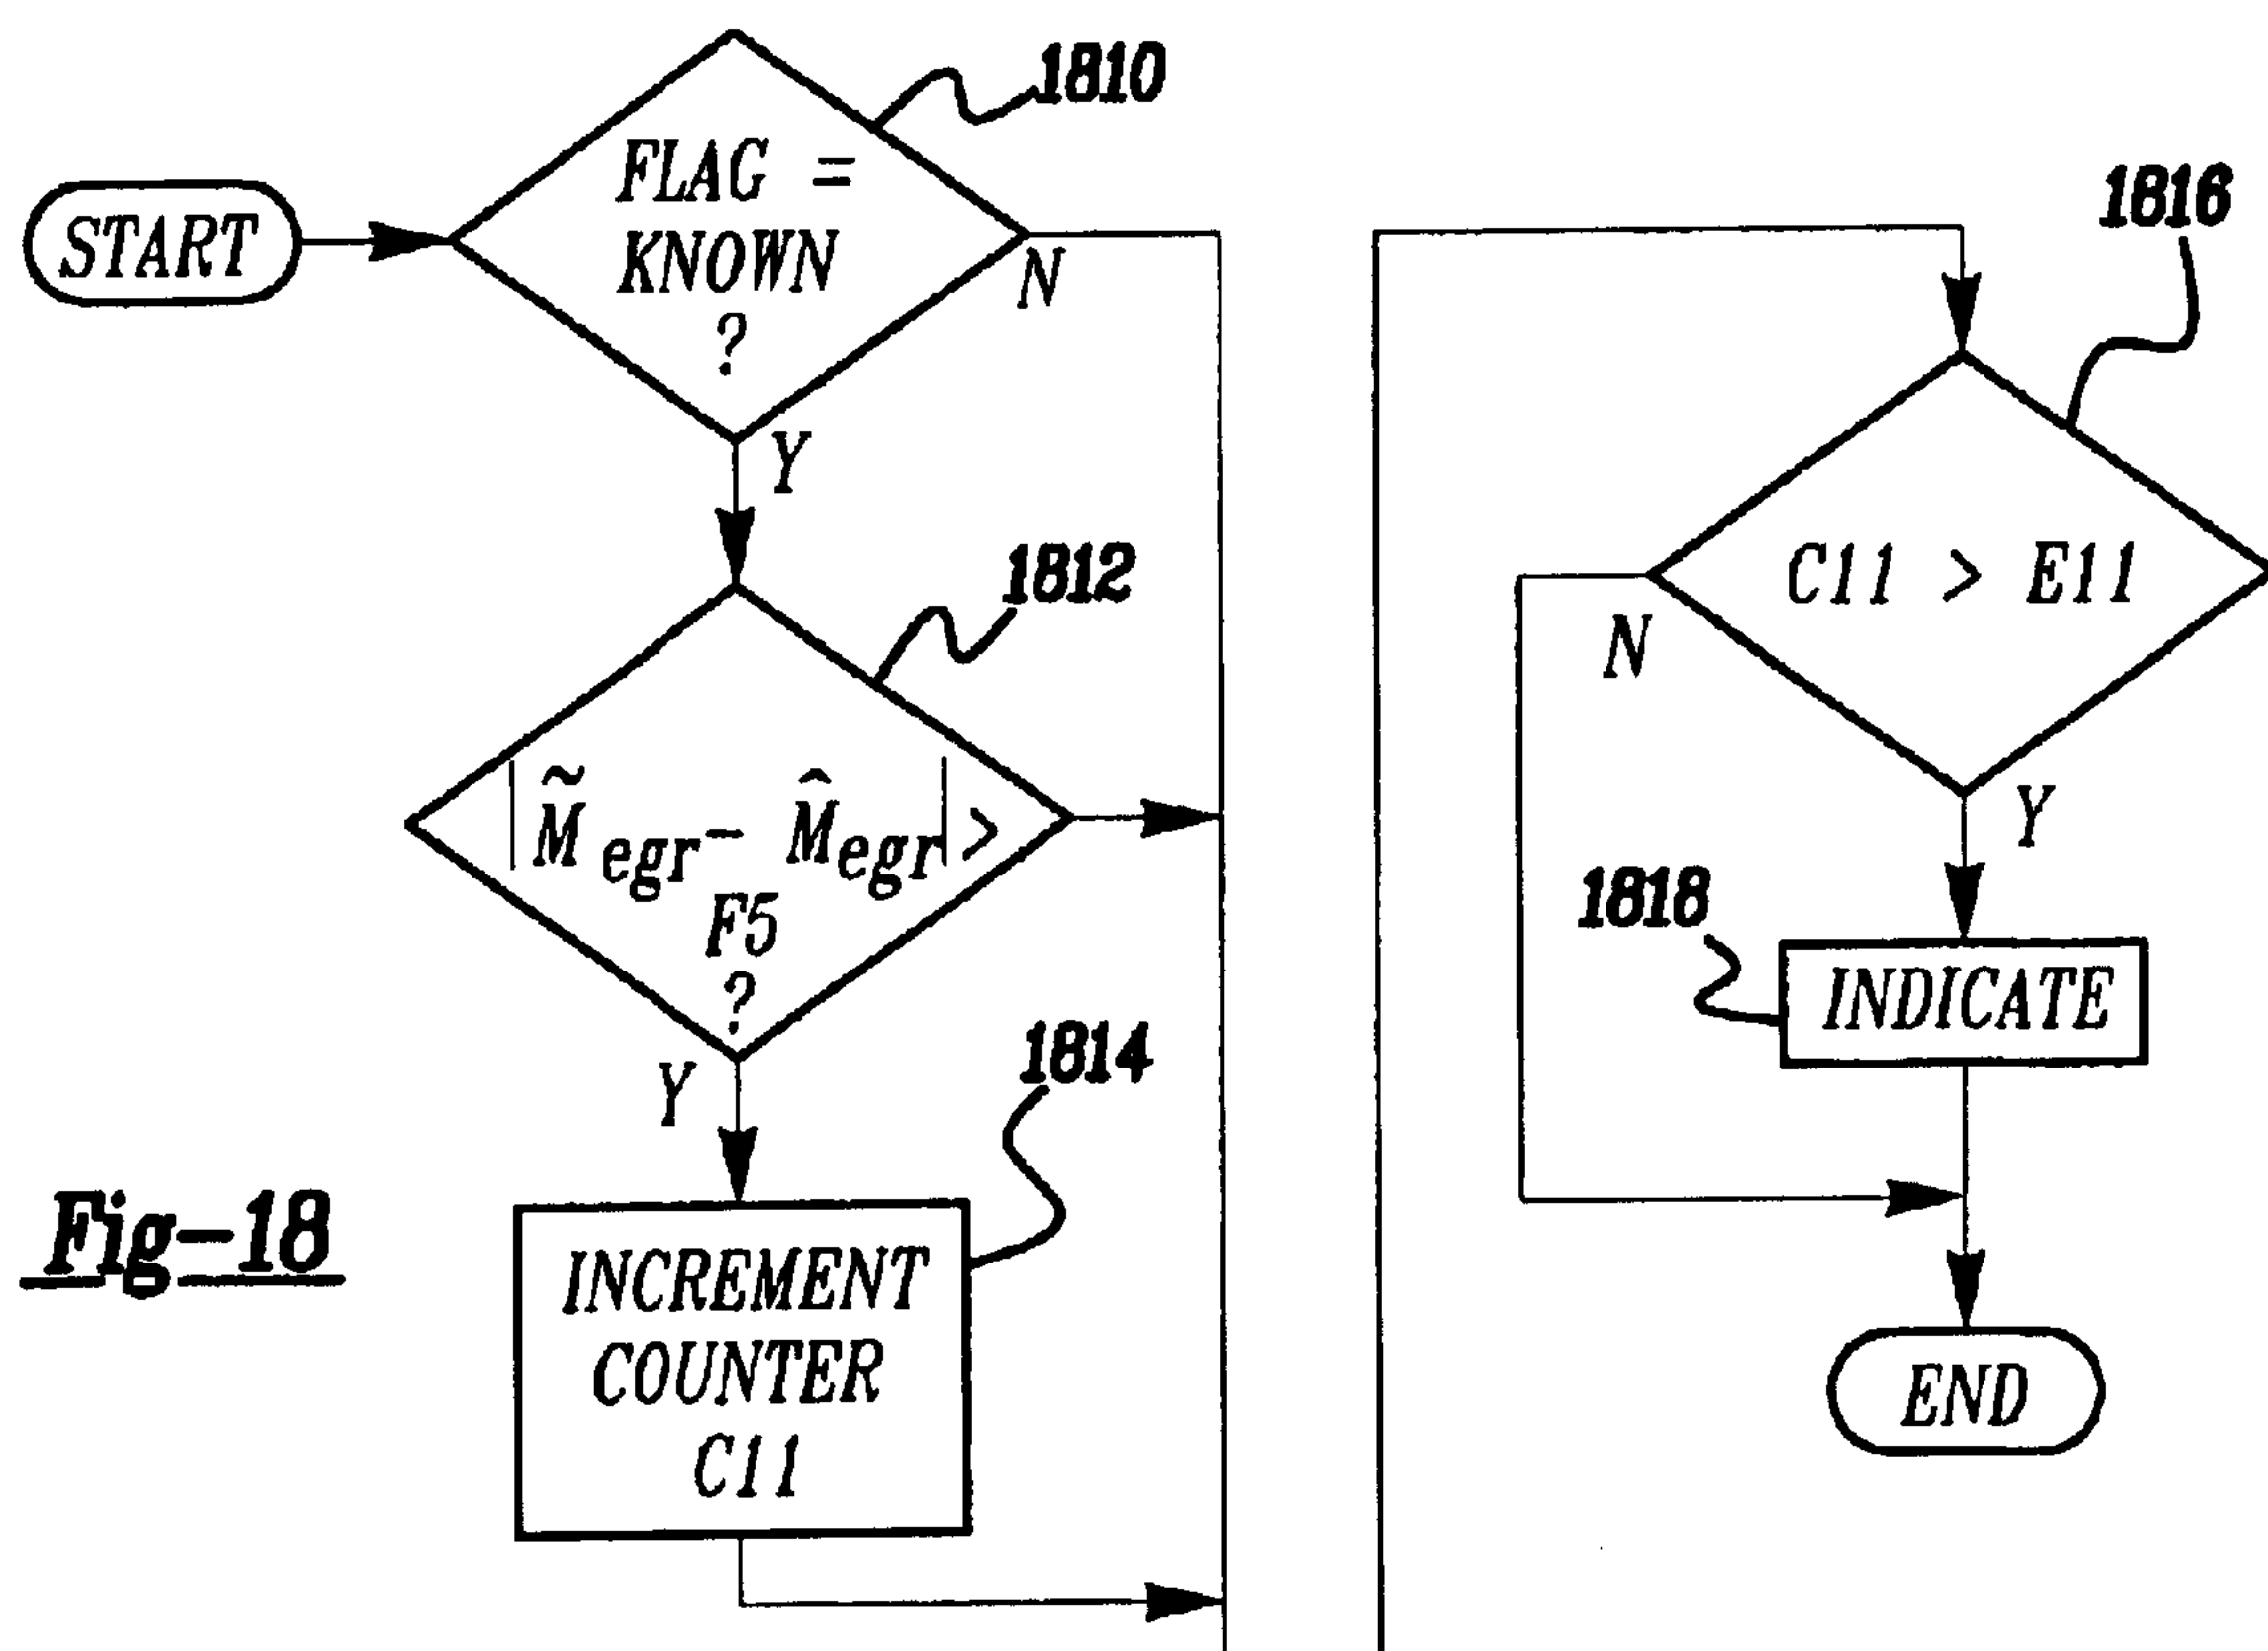 1810
FLAG =
KNOWN
?
START
N
Y
1812
| M̃ egr - M̂ egr | >
F5
?
Y
1814
INCREMENT
COUNTER
C11
Fig-18
1816
C11 > E11
N
Y
1818
INDICATE
END